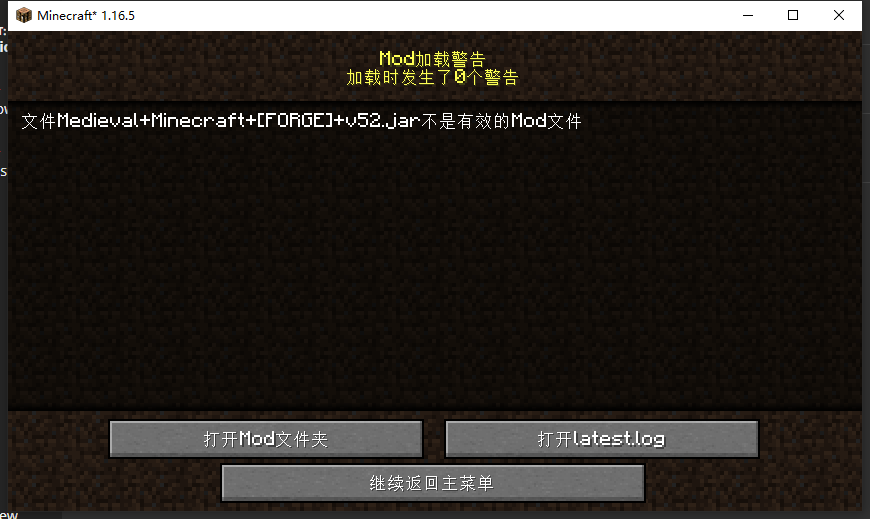 Minecraft* 1.16.5
Mod加载警告
加载时发生了0个警告
文件Medieval+Minecraft+[FORGE]+v52.jar不是有效的Mod文件
打开Mod文件夹
打开latest.log
继续返回主菜单